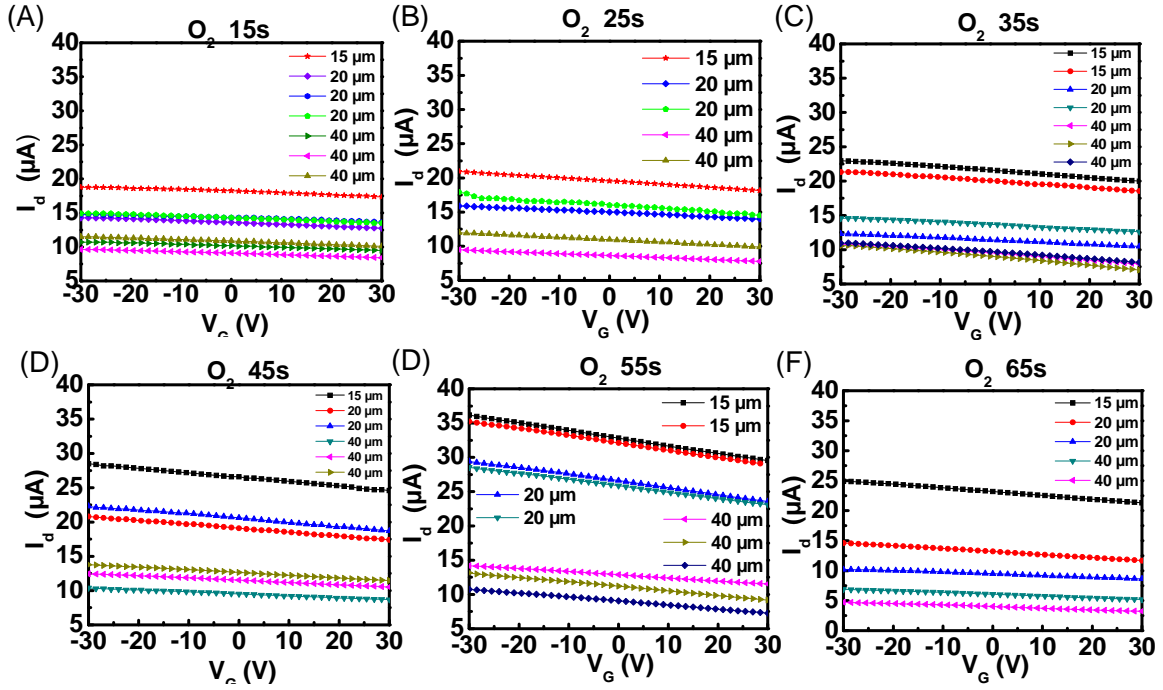 (A)
O2 15s
15 µm
20 µm
20 µm
20 µm
40 µm
40 µm
40 µm
40
35
30
25
20
15
10
5
Id (µA)
-30 -20 -10 0 10 20 30
VG (V)
(B)
O2 25s
15 µm
20 µm
20 µm
40 µm
40 µm
40
35
30
25
20
15
10
5
Id (µA)
-30 -20 -10 0 10 20 30
VG (V)
(C)
O2 35s
15 µm
15 µm
20 µm
20 µm
40 µm
40 µm
40 µm
40
35
30
25
20
15
10
5
Id (µA)
-30 -20 -10 0 10 20 30
VG (V)
(D)
O2 45s
15 µm
20 µm
20 µm
40 µm
40 µm
40 µm
40
35
30
25
20
15
10
5
Id (µA)
-30 -20 -10 0 10 20 30
VG (V)
(D)
O2 55s
15 µm
15 µm
20 µm
20 µm
40 µm
40 µm
40 µm
40
35
30
25
20
15
10
5
Id (µA)
-30 -20 -10 0 10 20 30
VG (V)
(F)
O2 65s
15 µm
20 µm
20 µm
40 µm
40 µm
40
35
30
25
20
15
10
5
0
Id (µA)
-30 -20 -10 0 10 20 30
VG (V)